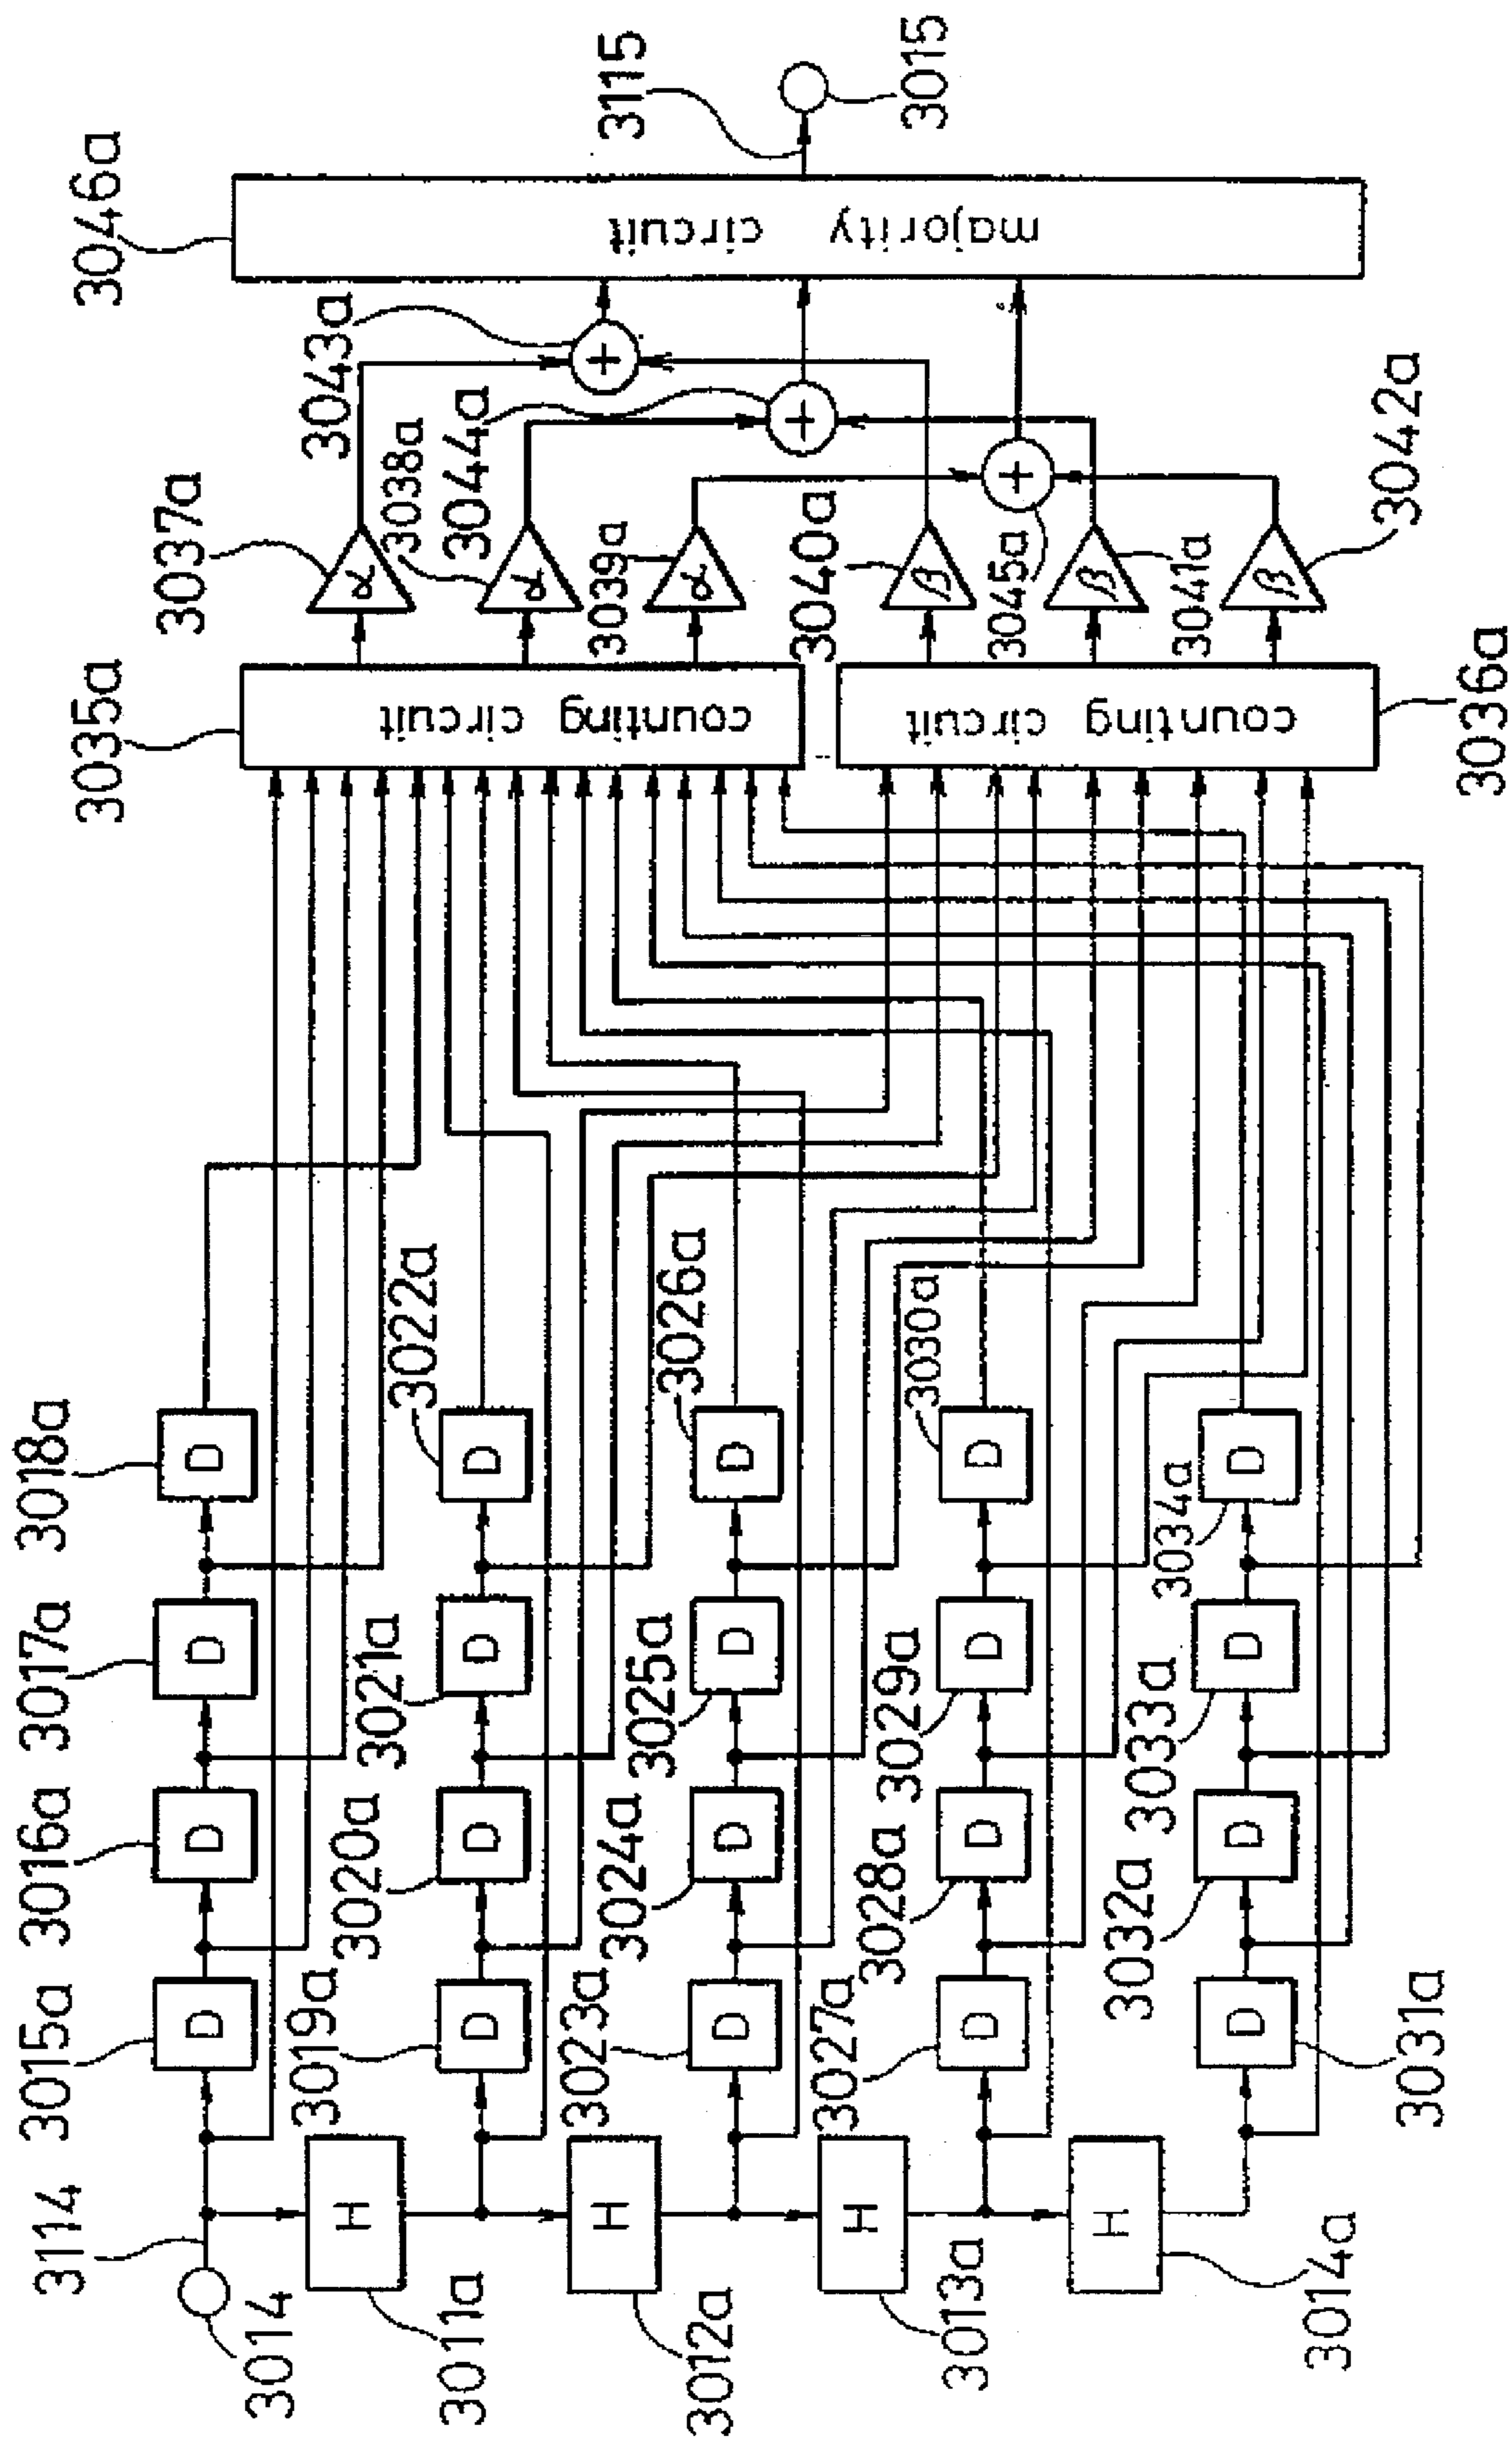 3114
3014
3015a
3016a
3017a
3018a
D
D
D
D
3011a
H
3019a
3020a
3021a
3022a
D
D
D
D
3012a
H
3023a
3024a
3025a
3026a
D
D
D
D
3013a
H
3027a
3028a
3029a
3030a
D
D
D
D
3014a
H
3031a
3032a
3033a
3034a
D
D
D
D
3035a
counting circuit
3036a
counting circuit
3037a
α
3038a
α
3039a
α
3040a
β
3041a
β
3042a
β
3043a
+
3044a
+
3045a
+
3046a
majority circuit
3115
3015